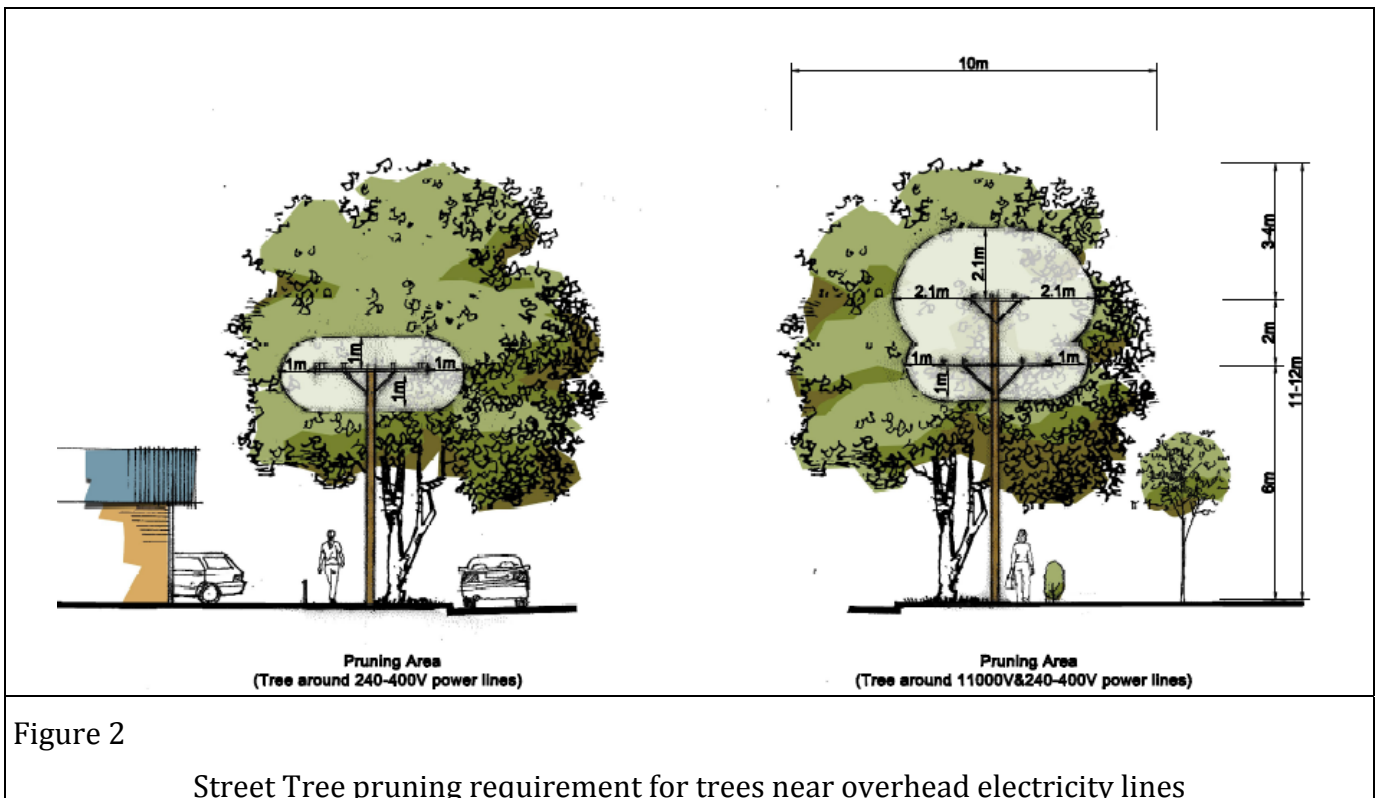 10m
3-4m
2.1m
2.1m
2.1m
2m
1m
1m
1m
1m
1m
1m
1m
11-12m
6m
Pruning Area
(Tree around 240-400V power lines)
Pruning Area
(Tree around 11000V&240-400V power lines)
Figure 2
Street Tree pruning requirement for trees near overhead electricity lines